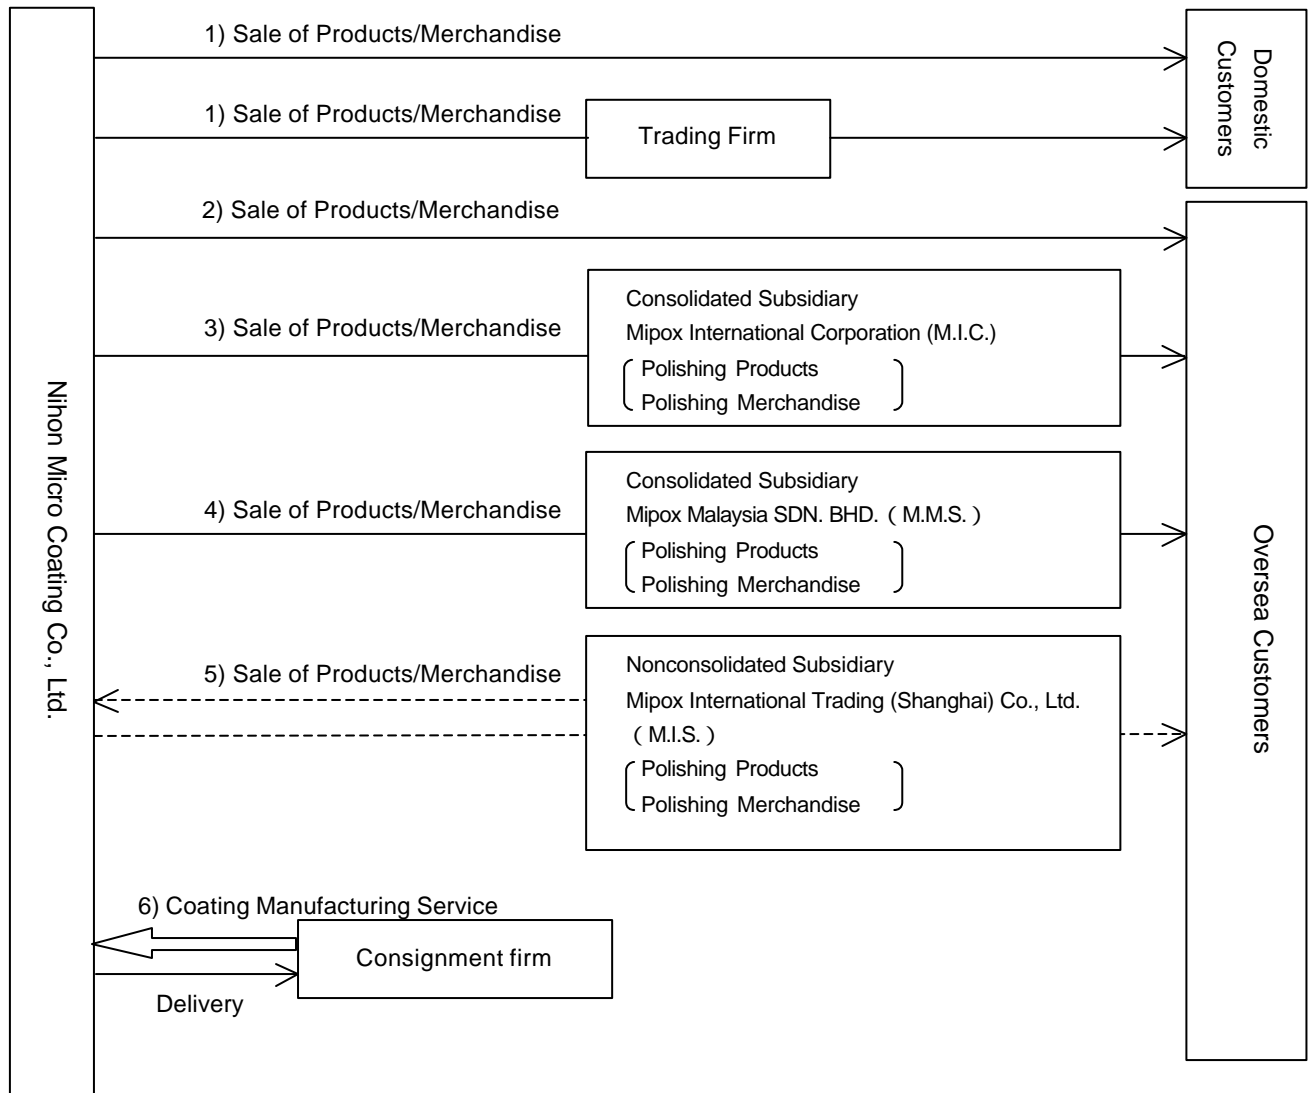 1) Sale of Products/Merchandise
Domestic
Customers
1) Sale of Products/Merchandise
Trading Firm
2) Sale of Products/Merchandise
Nihon Micro Coating Co., Ltd.
3) Sale of Products/Merchandise
Consolidated Subsidiary
Mipox International Corporation (M.I.C.)
Polishing Products
Polishing Merchandise
4) Sale of Products/Merchandise
Consolidated Subsidiary
Mipox Malaysia SDN. BHD. ( M.M.S. )
Polishing Products
Polishing Merchandise
Oversea Customers
5) Sale of Products/Merchandise
Nonconsolidated Subsidiary
Mipox International Trading (Shanghai) Co., Ltd.
( M.I.S. )
Polishing Products
Polishing Merchandise
6) Coating Manufacturing Service
Consignment firm
Delivery